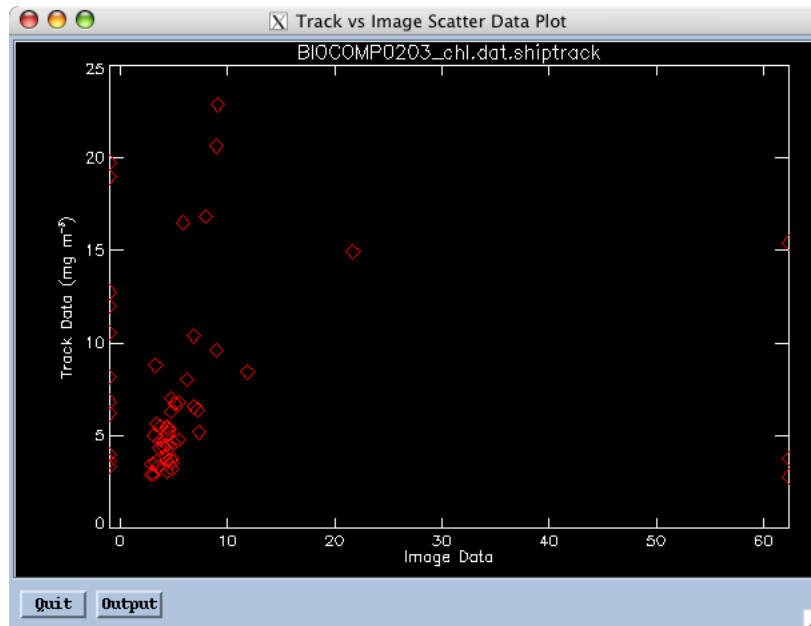 Track vs Image Scatter Data Plot
BIOCOMP0203_chl.dat.shiptrack
25
20
15
10
5
0
Track Data (mg m⁻³)
0 10 20 30 40 50 60
Image Data
Quit Output